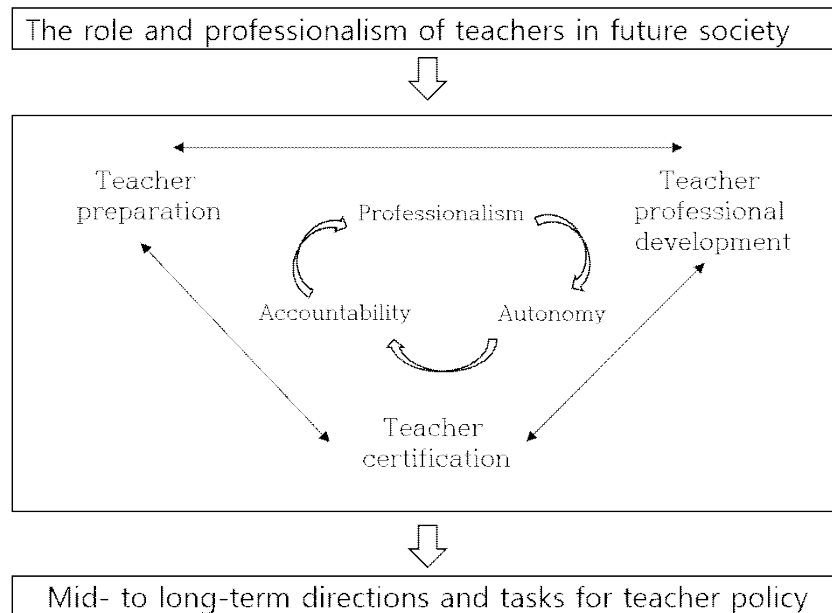 The role and professionalism of teachers in future society
Teacher
preparation
Teacher
professional
development
Professionalism
Accountability
Autonomy
Teacher
certification
Mid- to long-term directions and tasks for teacher policy